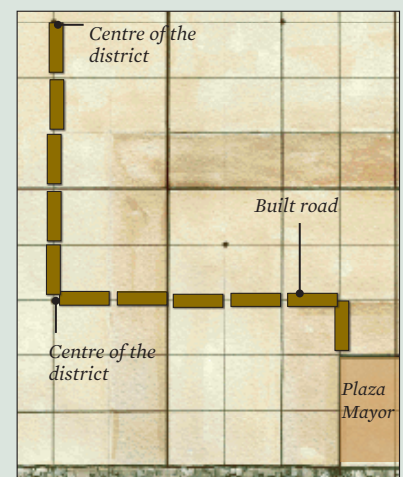 Centre of the
district
Built road
Centre of the
district
Plaza
Mayor